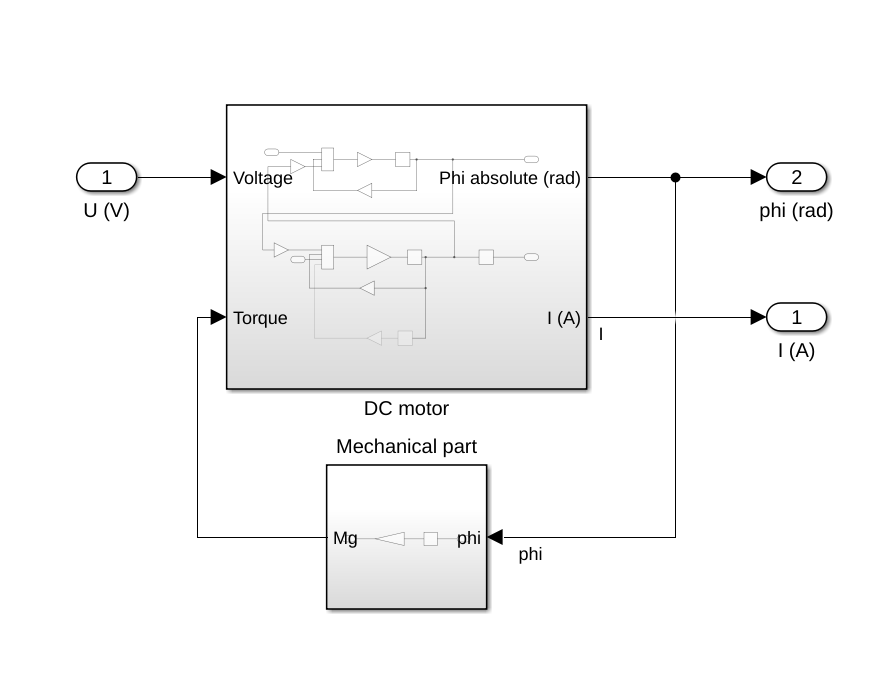 1
U (V)
Voltage
Phi absolute (rad)
2
phi (rad)
Torque
I (A)
I
1
I (A)
DC motor
Mechanical part
Mg
phi
phi